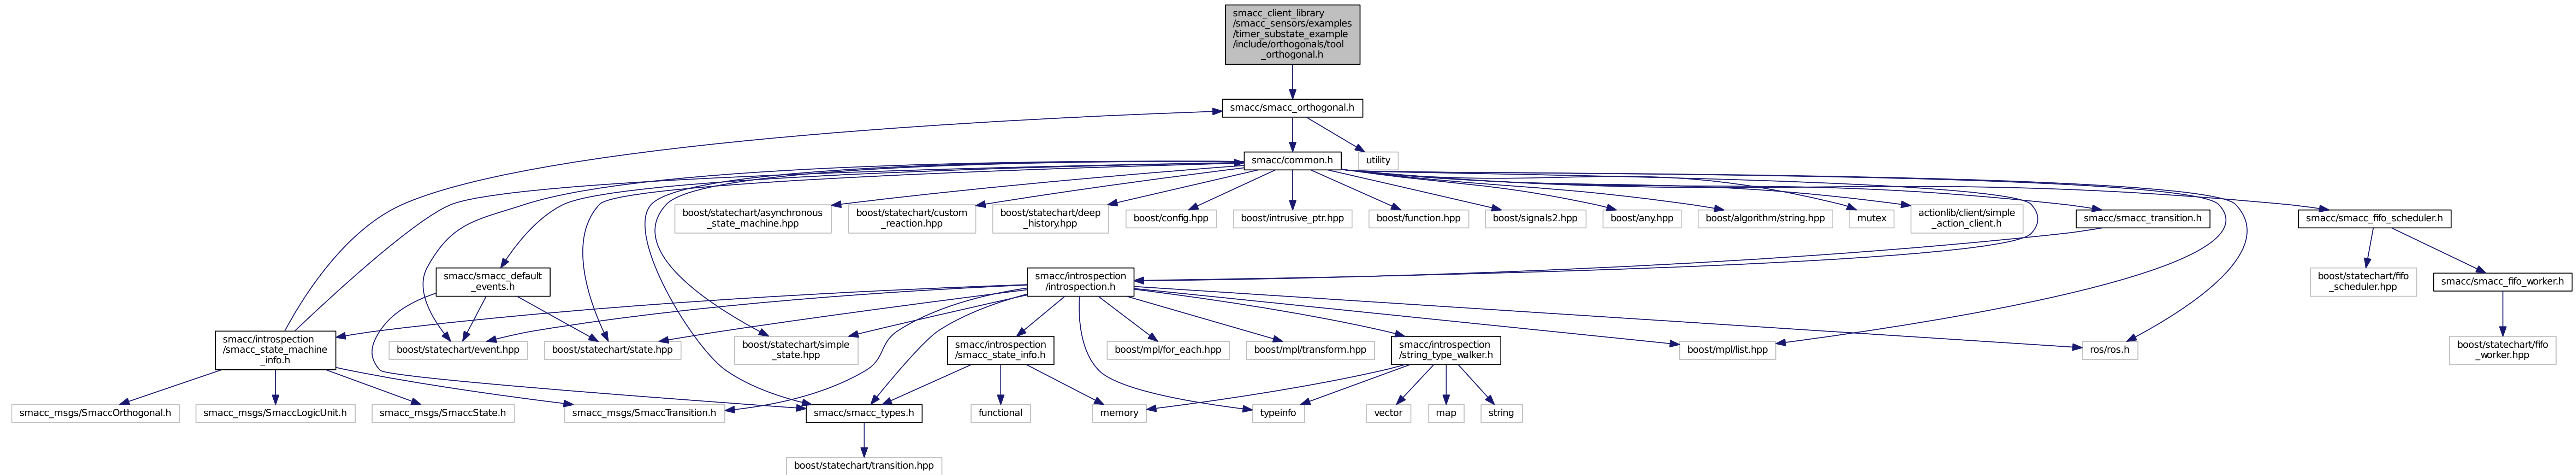 smacc_client_library
/smacc_sensors/examples
/timer_substate_example
/include/orthogonals/tool
_orthogonal.h
smacc/smacc_orthogonal.h
smacc/common.h
utility
boost/statechart/asynchronous
_state_machine.hpp
boost/statechart/custom
_reaction.hpp
boost/statechart/deep
_history.hpp
boost/config.hpp
boost/intrusive_ptr.hpp
boost/function.hpp
boost/signals2.hpp
boost/any.hpp
boost/algorithm/string.hpp
mutex
actionlib/client/simple
_action_client.h
smacc/smacc_transition.h
smacc/smacc_fifo_scheduler.h
smacc/smacc_default
_events.h
smacc/introspection
/introspection.h
boost/statechart/fifo
_scheduler.hpp
smacc/smacc_fifo_worker.h
smacc/introspection
/smacc_state_machine
_info.h
boost/statechart/event.hpp
boost/statechart/state.hpp
boost/statechart/simple
_state.hpp
smacc/introspection
/smacc_state_info.h
boost/mpl/for_each.hpp
boost/mpl/transform.hpp
smacc/introspection
/string_type_walker.h
boost/mpl/list.hpp
ros/ros.h
boost/statechart/fifo
_worker.hpp
smacc_msgs/SmaccOrthogonal.h
smacc_msgs/SmaccLogicUnit.h
smacc_msgs/SmaccState.h
smacc_msgs/SmaccTransition.h
smacc/smacc_types.h
functional
memory
typeinfo
vector
map
string
boost/statechart/transition.hpp